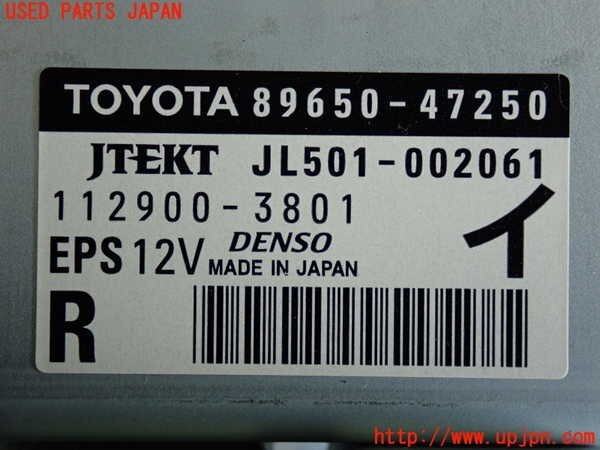 USED PARTS JAPAN
TOYOTA 89650-47250
JTEKT JL501-002061
112900-3801
EPS 12V DENSO MADE IN JAPAN
イ
R
http://www.upjpn.com